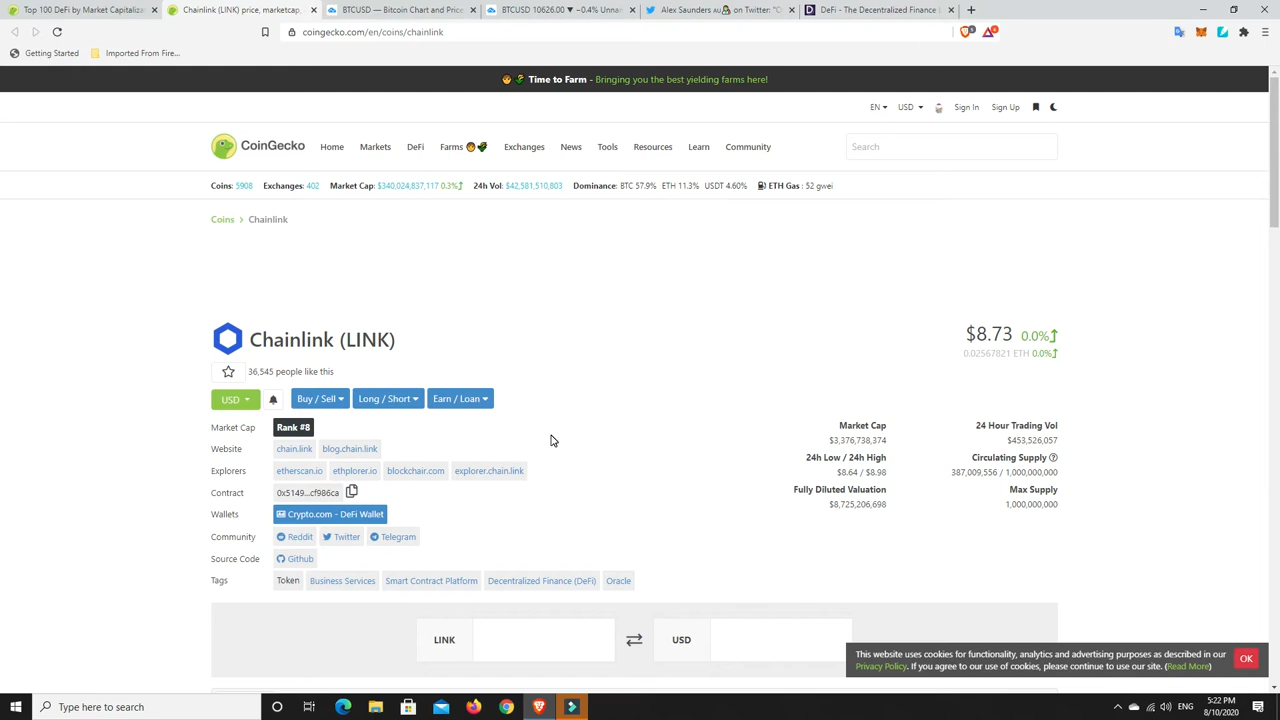 Top 100 DeFi by Market Capitaliza
Chainlink (LINK) price, marketcap,
BTCUSD — Bitcoin Chart and Price
BTCUSD 10626.00 ▼ −0.4% Unnar
Alex Saunders au on Twitter: "O
DeFi - The Decentralized Finance L
coingecko.com/en/coins/chainlink
Getting Started
Imported From Fire...
Time to Farm - Bringing you the best yielding farms here!
EN USD Sign In Sign Up
CoinGecko
Home Markets DeFi Farms Exchanges News Tools Resources Learn Community
Search
Coins: 5908 Exchanges: 402 Market Cap: $340,024,837,117 0.3% 24h Vol: $42,581,510,803 Dominance: BTC 57.9% ETH 11.3% USDT 4.60% ETH Gas : 52 gwei
Coins › Chainlink
Chainlink (LINK)
$8.73 0.0%
0.02567821 ETH 0.0%
36,545 people like this
USD Buy / Sell Long / Short Earn / Loan
Market Cap Rank #8
Website chain.link blog.chain.link
Explorers etherscan.io ethplorer.io blockchair.com explorer.chain.link
Contract 0x5149...cf986ca
Wallets Crypto.com - DeFi Wallet
Community Reddit Twitter Telegram
Source Code Github
Tags Token Business Services Smart Contract Platform Decentralized Finance (DeFi) Oracle
Market Cap
$3,376,738,374
24 Hour Trading Vol
$453,526,057
24h Low / 24h High
$8.64 / $8.98
Circulating Supply
387,009,556 / 1,000,000,000
Fully Diluted Valuation
$8,725,206,698
Max Supply
1,000,000,000
LINK
USD
This website uses cookies for functionality, analytics and advertising purposes as described in our
Privacy Policy. If you agree to our use of cookies, please continue to use our site. (Read More)
OK
Type here to search
ENG
5:22 PM
8/10/2020